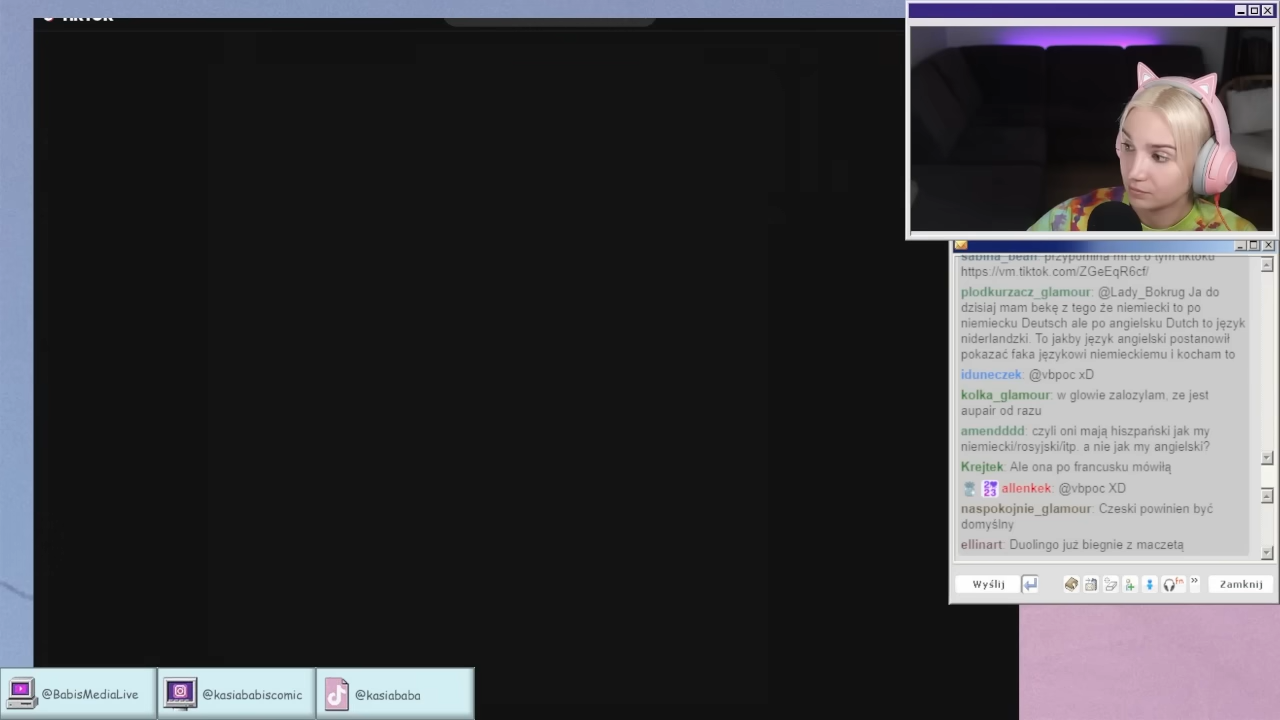 TIKTOK
sabina_bean: przypomina mi to o tym tiktoku
https://vm.tiktok.com/ZGeEqR6cf/
plodkurzacz_glamour: @Lady_Bokrug Ja do
dzisiaj mam bekę z tego że niemiecki to po
niemiecku Deutsch ale po angielsku Dutch to język
niderlandzki. To jakby język angielski postanowił
pokazać faka językowi niemieckiemu i kocham to
iduneczek: @vbpoc xD
kolka_glamour: w glowie zalozylam, ze jest
aupair od razu
amendddd: czyli oni mają hiszpański jak my
niemiecki/rosyjski/itp. a nie jak my angielski?
Krejtek: Ale ona po francusku mówiłą
allenkek: @vbpoc XD
naspokojnie_glamour: Czeski powinien być
domyślny
ellinart: Duolingo już biegnie z maczetą
Wyślij
Zamknij
@BabisMediaLive
@kasiababiscomic
@kasiababa